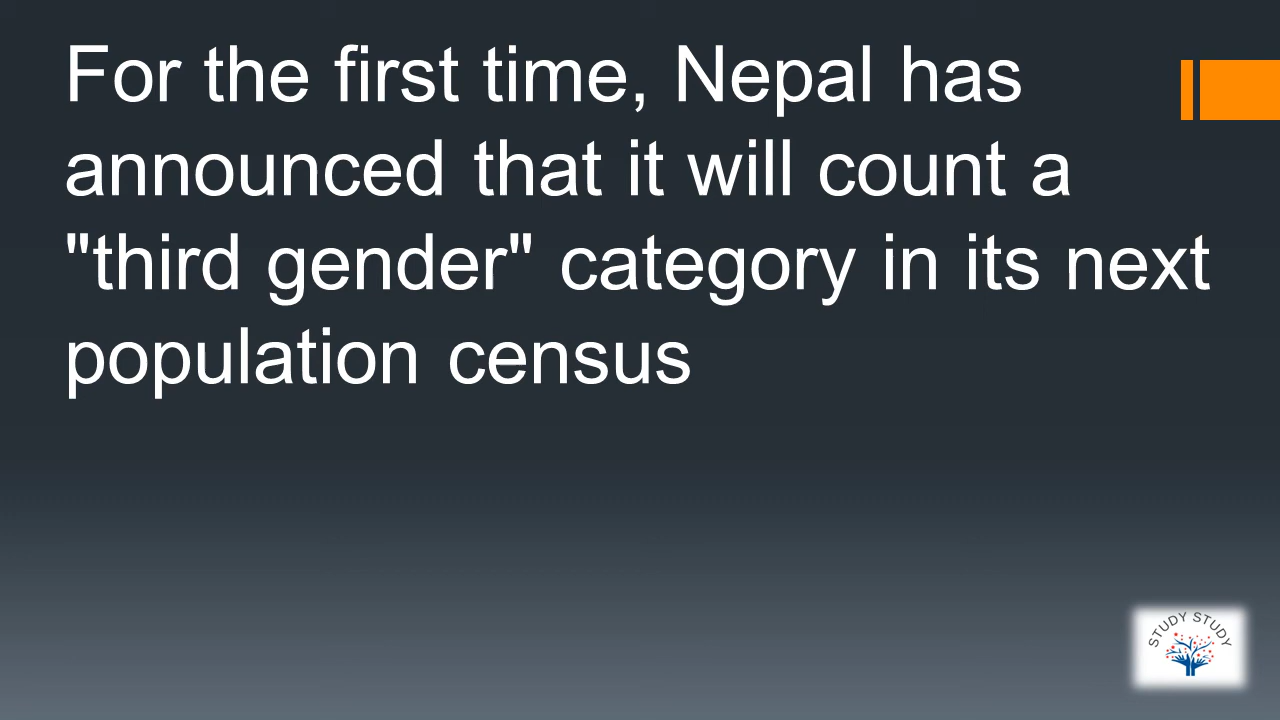 For the first time, Nepal has
announced that it will count a
"third gender" category in its next
population census
STUDY STUDY